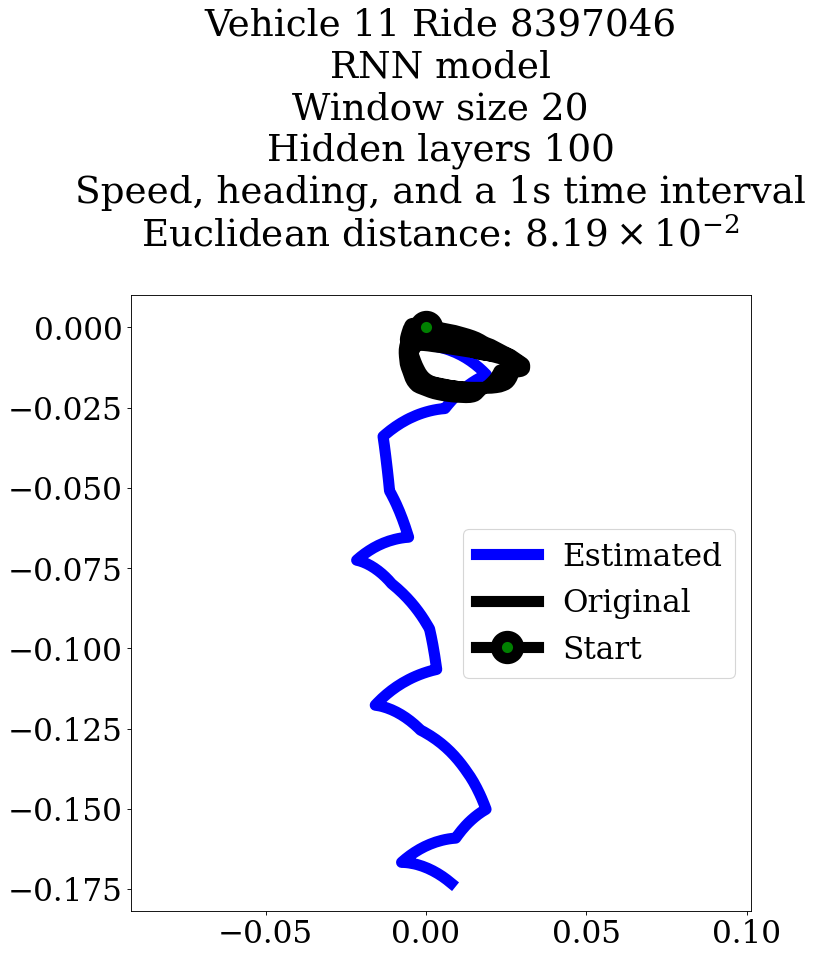 Vehicle 11 Ride 8397046
RNN model
Window size 20
Hidden layers 100
Speed, heading, and a 1s time interval
Euclidean distance: 8.19 × 10⁻²
0.000
−0.025
−0.050
−0.075
−0.100
−0.125
−0.150
−0.175
Estimated
Original
Start
−0.05 0.00 0.05 0.10